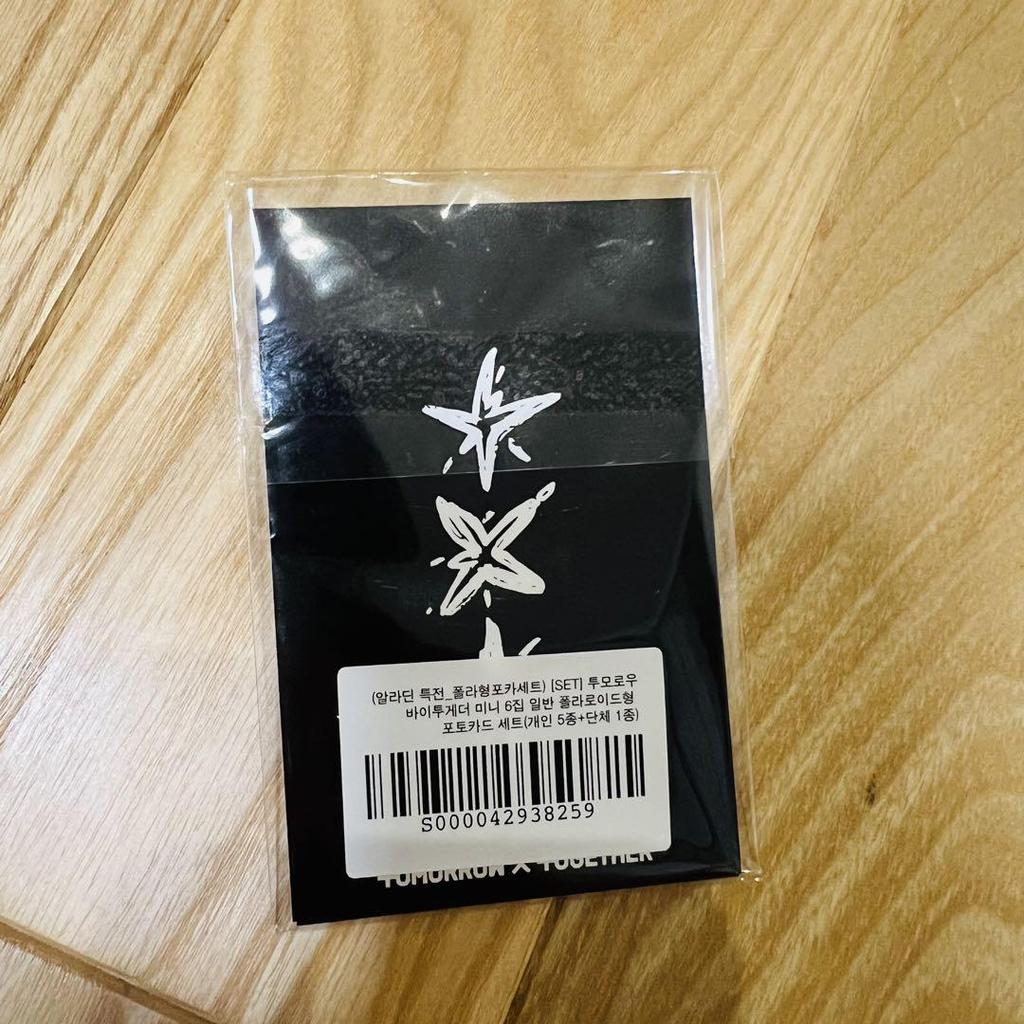 (알라딘 특전_폴라형포카세트) [SET] 투모로우
바이투게더 미니 6집 일반 폴라로이드형
포토카드 세트(개인 5종+단체 1종)
S000042938259
TOMORROW X TOGETHER